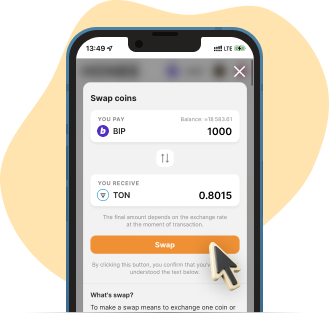 13:49
LTE
Swap coins
YOU PAY
Balance: ≈18 583.61
BIP
1000
YOU RECEIVE
TON
0.8015
The final amount depends on the exchange rate
at the moment of transaction.
Swap
By clicking this button, you confirm that you've
understood the text below.
What's swap?
To make a swap means to exchange one coin or